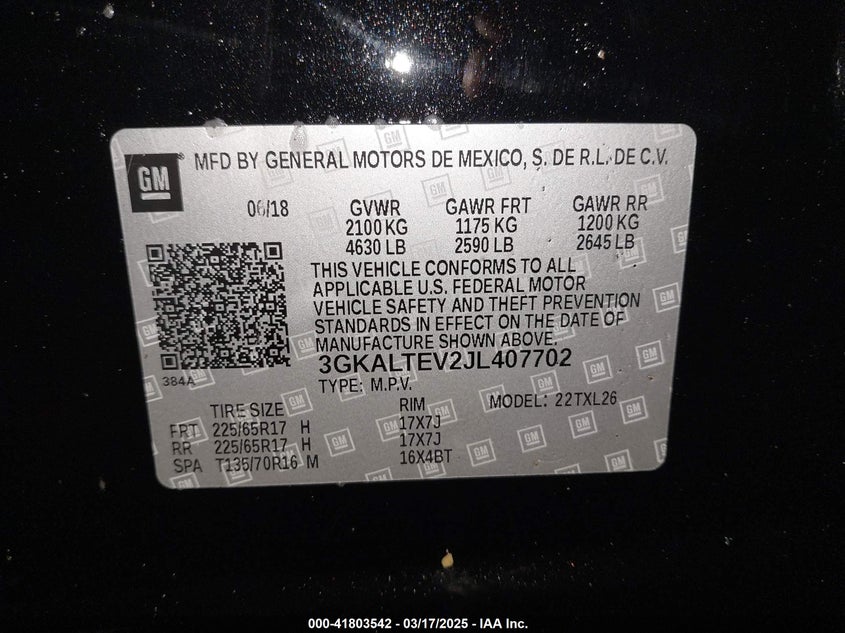 GM
MFD BY GENERAL MOTORS DE MEXICO, S. DE R.L. DE C.V.
06/18 GVWR GAWR FRT GAWR RR
2100 KG 1175 KG 1200 KG
4630 LB 2590 LB 2645 LB
THIS VEHICLE CONFORMS TO ALL
APPLICABLE U.S. FEDERAL MOTOR
VEHICLE SAFETY AND THEFT PREVENTION
STANDARDS IN EFFECT ON THE DATE OF
MANUFACTURE SHOWN ABOVE.
3GKALTEV2JL407702
384A
TYPE: M.P.V.
TIRE SIZE RIM MODEL: 22TXL26
FRT 225/65R17 H 17X7J
RR 225/65R17 H 17X7J
SPA T135/70R16 M 16X4BT
000-41803542 - 03/17/2025 - IAA Inc.